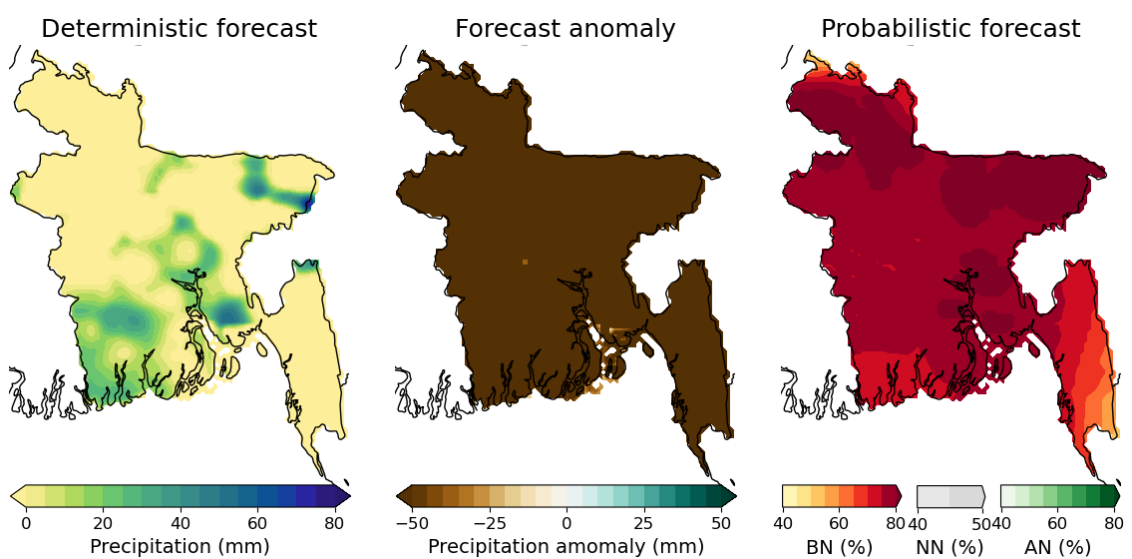 Deterministic forecast
Forecast anomaly
Probabilistic forecast
0 20 40 60 80
Precipitation (mm)
−50 −25 0 25 50
Precipitation amomaly (mm)
40 60 80
BN (%)
40 50
NN (%)
40 60 80
AN (%)